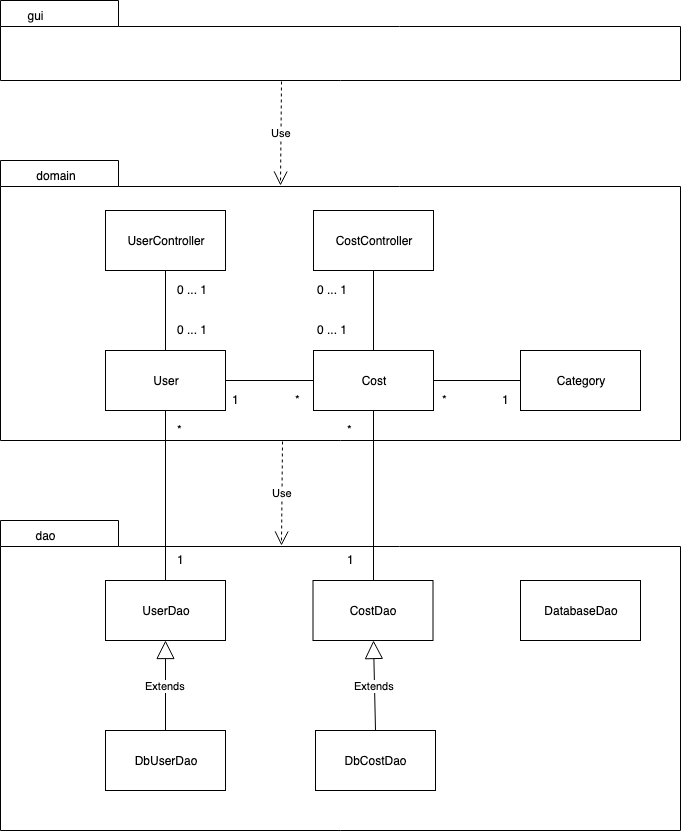 gui
Use
domain
UserController
CostController
0 ... 1
0 ... 1
0 ... 1
0 ... 1
User
Cost
Category
1
*
*
1
*
*
Use
dao
1
1
UserDao
CostDao
DatabaseDao
Extends
Extends
DbUserDao
DbCostDao